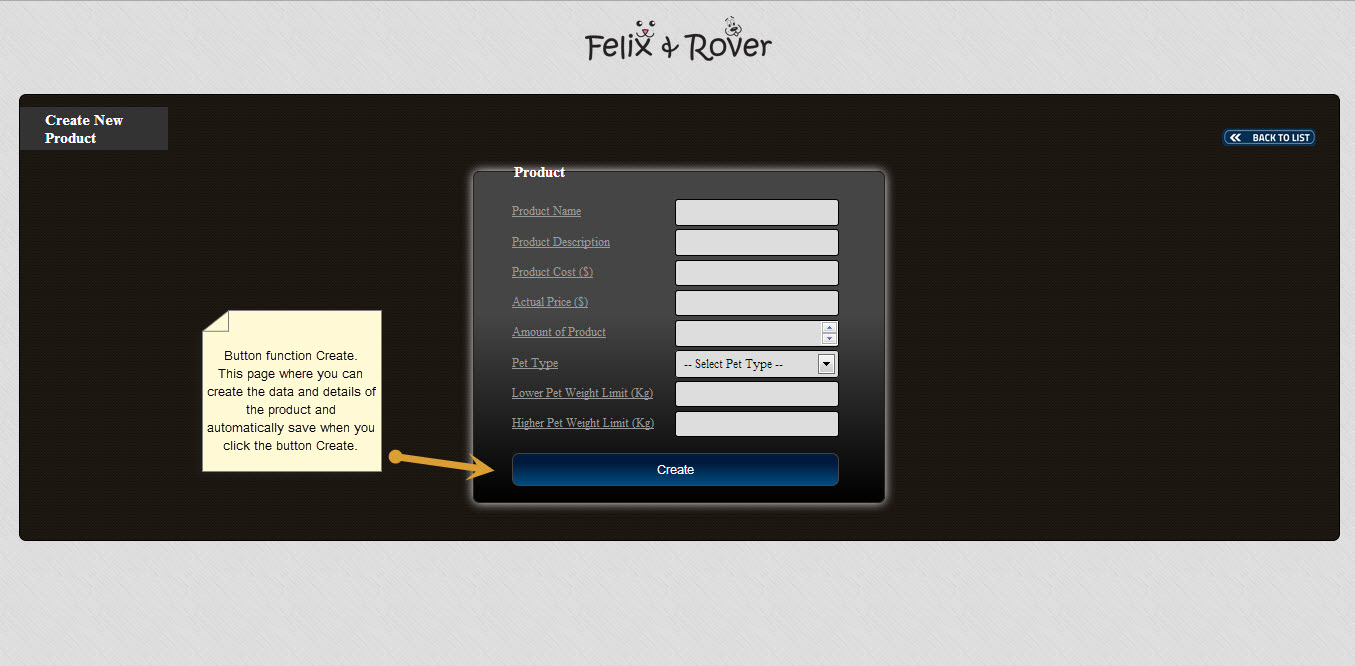 Felix & Rover
Create New
Product
BACK TO LIST
Product
Product Name
Product Description
Product Cost ($)
Actual Price ($)
Amount of Product
Pet Type
-- Select Pet Type --
Lower Pet Weight Limit (Kg)
Higher Pet Weight Limit (Kg)
Create
Button function Create.
This page where you can
create the data and details of
the product and
automatically save when you
click the button Create.